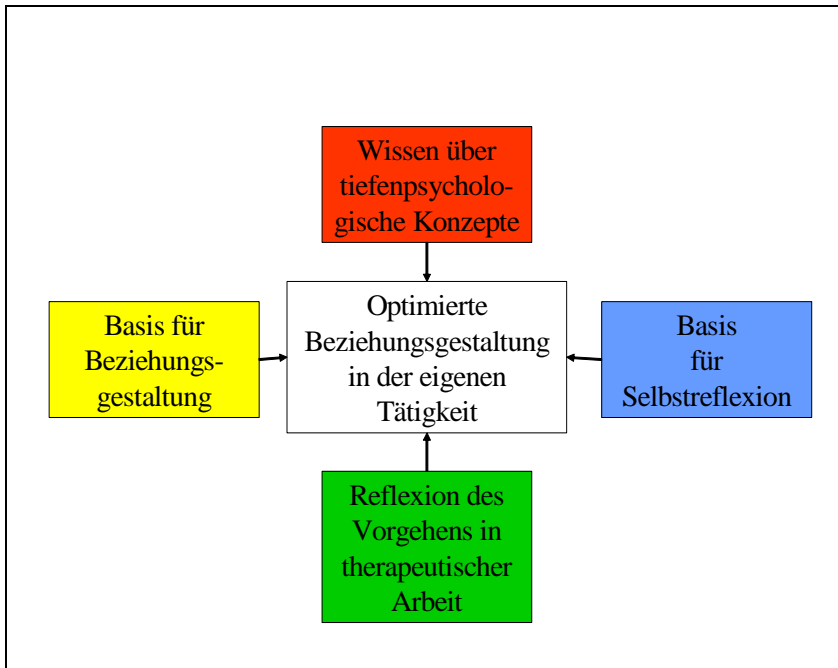 Wissen über
tiefenpsycholo-
gische Konzepte
Basis für
Beziehungs-
gestaltung
Optimierte
Beziehungsgestaltung
in der eigenen
Tätigkeit
Basis
für
Selbstreflexion
Reflexion des
Vorgehens in
therapeutischer
Arbeit